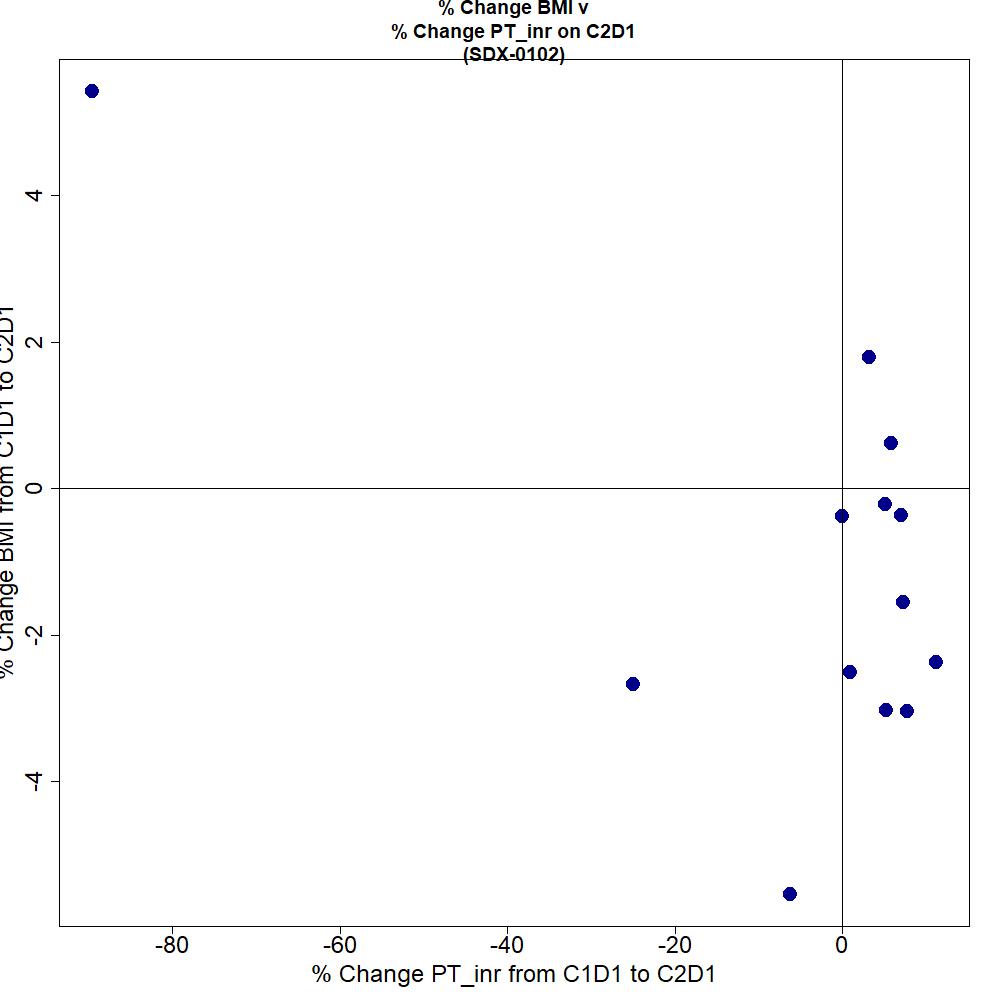 % Change BMI v
% Change PT_inr on C2D1
(SDX-0102)
% Change BMI from C1D1 to C2D1
4
2
0
-2
-4
-80
-60
-40
-20
0
% Change PT_inr from C1D1 to C2D1